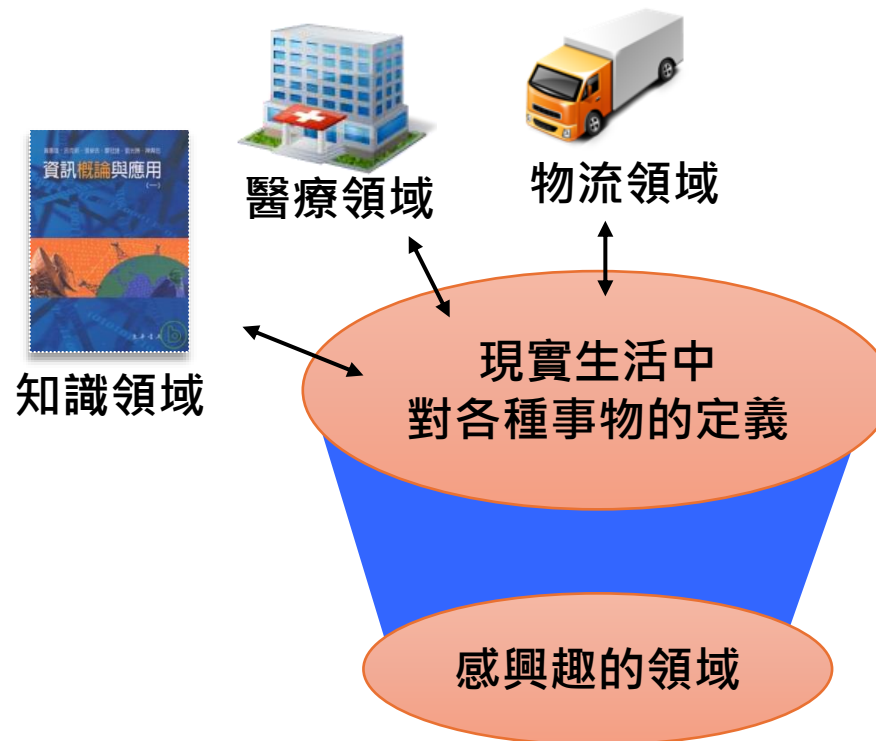 醫療領域
物流領域
資訊概論與應用
(一)
知識領域
現實生活中
對各種事物的定義
感興趣的領域